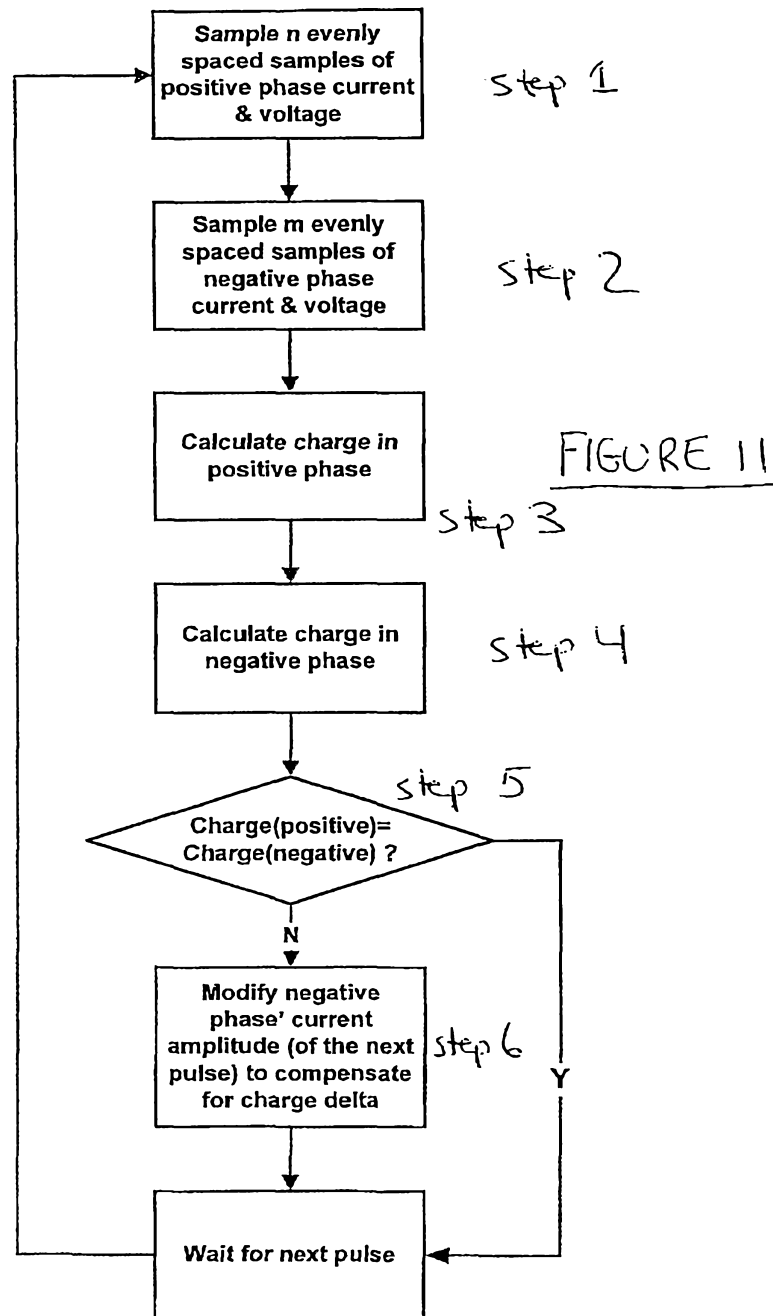 Sample n evenly
spaced samples of
positive phase current
& voltage
step 1
Sample m evenly
spaced samples of
negative phase
current & voltage
step 2
Calculate charge in
positive phase
FIGURE 11
step 3
Calculate charge in
negative phase
step 4
step 5
Charge(positive)=
Charge(negative) ?
N
Modify negative
phase' current
amplitude (of the next
pulse) to compensate
for charge delta
step 6
Y
Wait for next pulse